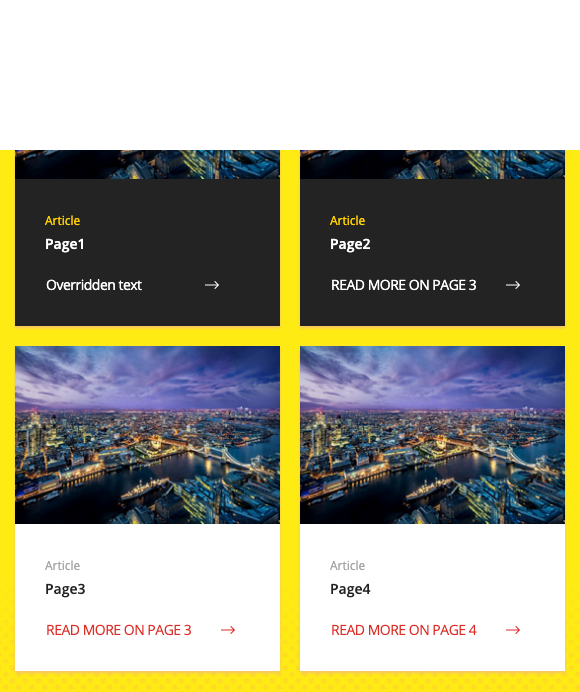 Article
Page1
Overridden text
Article
Page2
READ MORE ON PAGE 3
Article
Page3
READ MORE ON PAGE 3
Article
Page4
READ MORE ON PAGE 4